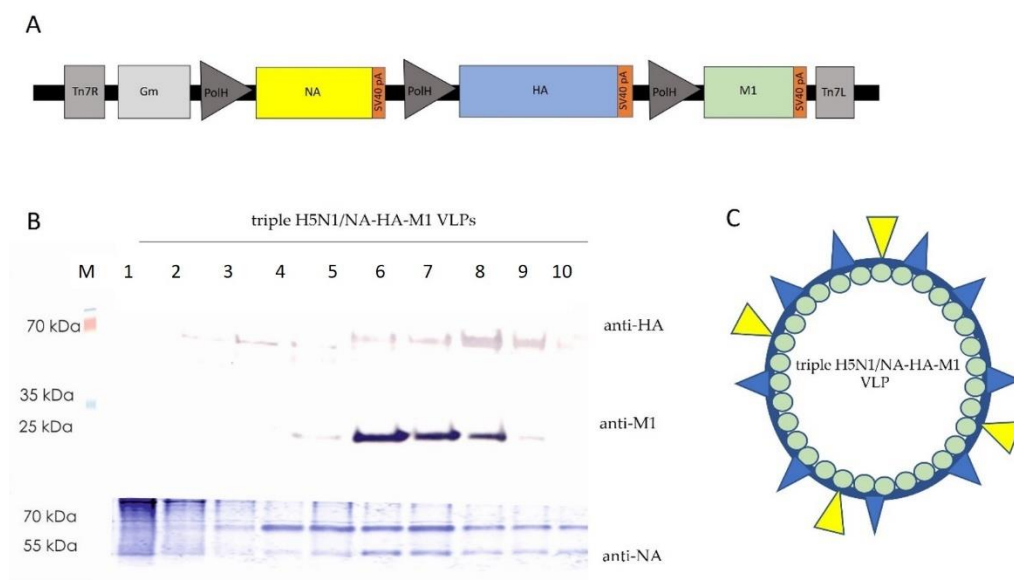 A
Tn7R Gm PolH NA SV40 pA PolH HA SV40 pA PolH M1 SV40 pA Tn7L
B
triple H5N1/NA-HA-M1 VLPs
M 1 2 3 4 5 6 7 8 9 10
70 kDa
anti-HA
35 kDa
25 kDa
anti-M1
70 kDa
55 kDa
anti-NA
C
triple H5N1/NA-HA-M1
VLP